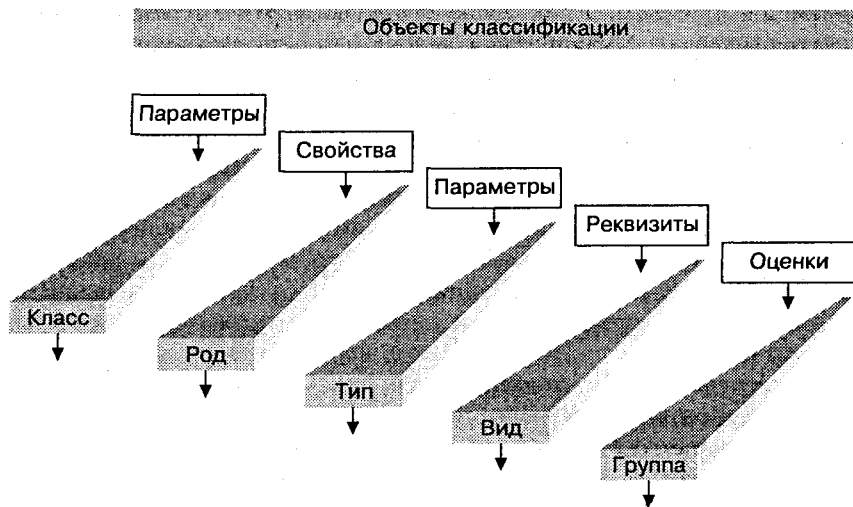 Объекты классификации
Параметры
Свойства
Параметры
Реквизиты
Оценки
Класс
Род
Тип
Вид
Группа